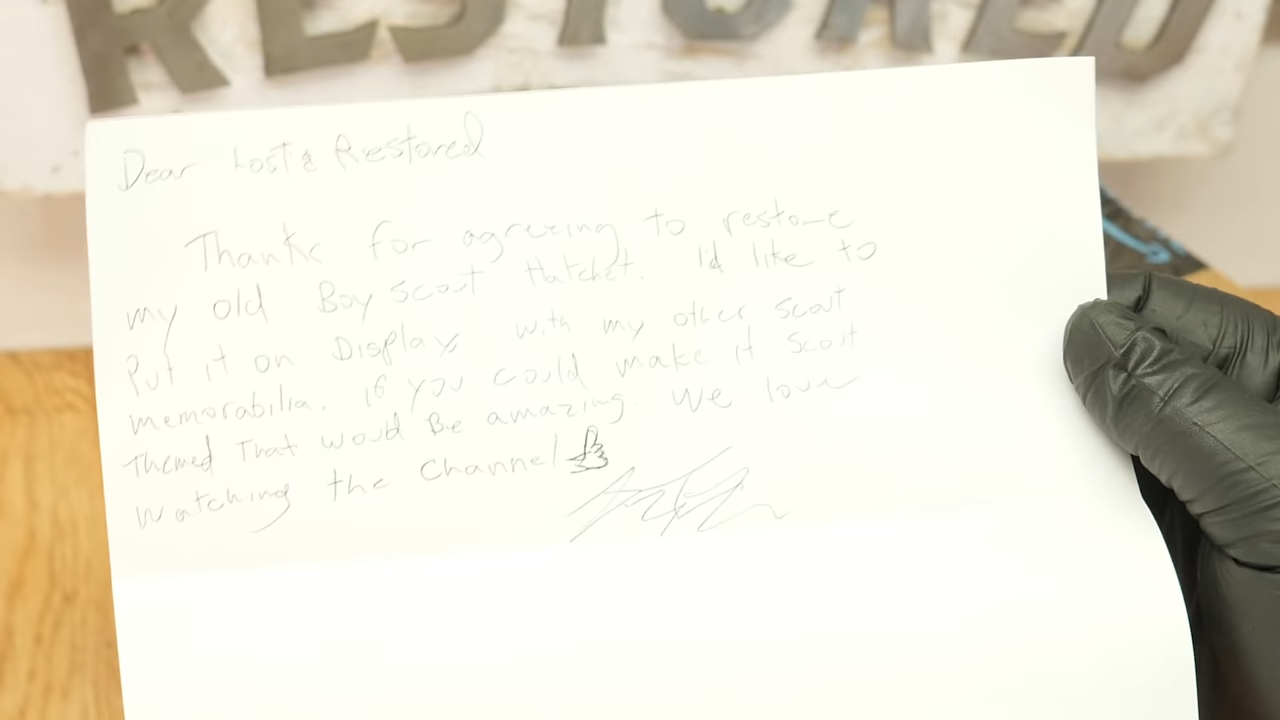 RESTORED
Dear Lost & Restored
Thanks for agreeing to restore
my old Boy Scout Hatchet. I'd like to
Put it on Display with my other scout
memorabilia. if you could make it Scout
Themed That would Be amazing. We love
watching the Channel